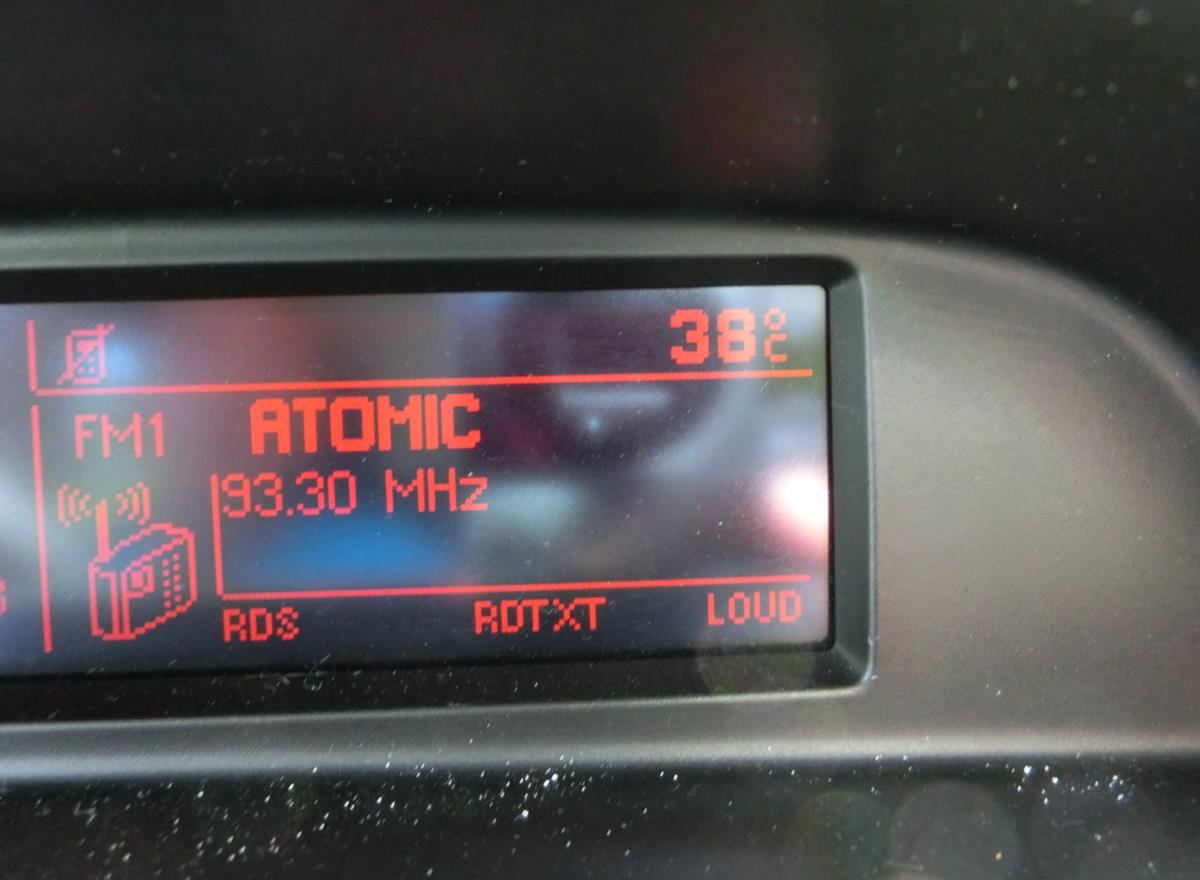 38°C
FM1 ATOMIC
93.30 MHz
RDS RDTXT LOUD